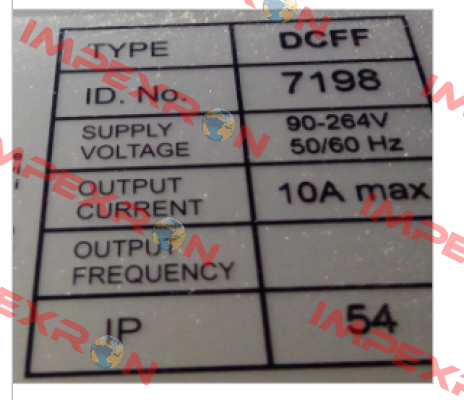 TYPE DCFF
ID. No. 7198
SUPPLY VOLTAGE 90-264V 50/60 Hz
OUTPUT CURRENT 10A max
OUTPUT FREQUENCY
IP 54
IMPEXRON
IMPEXRON
IMPEXRON
IMPEXRON